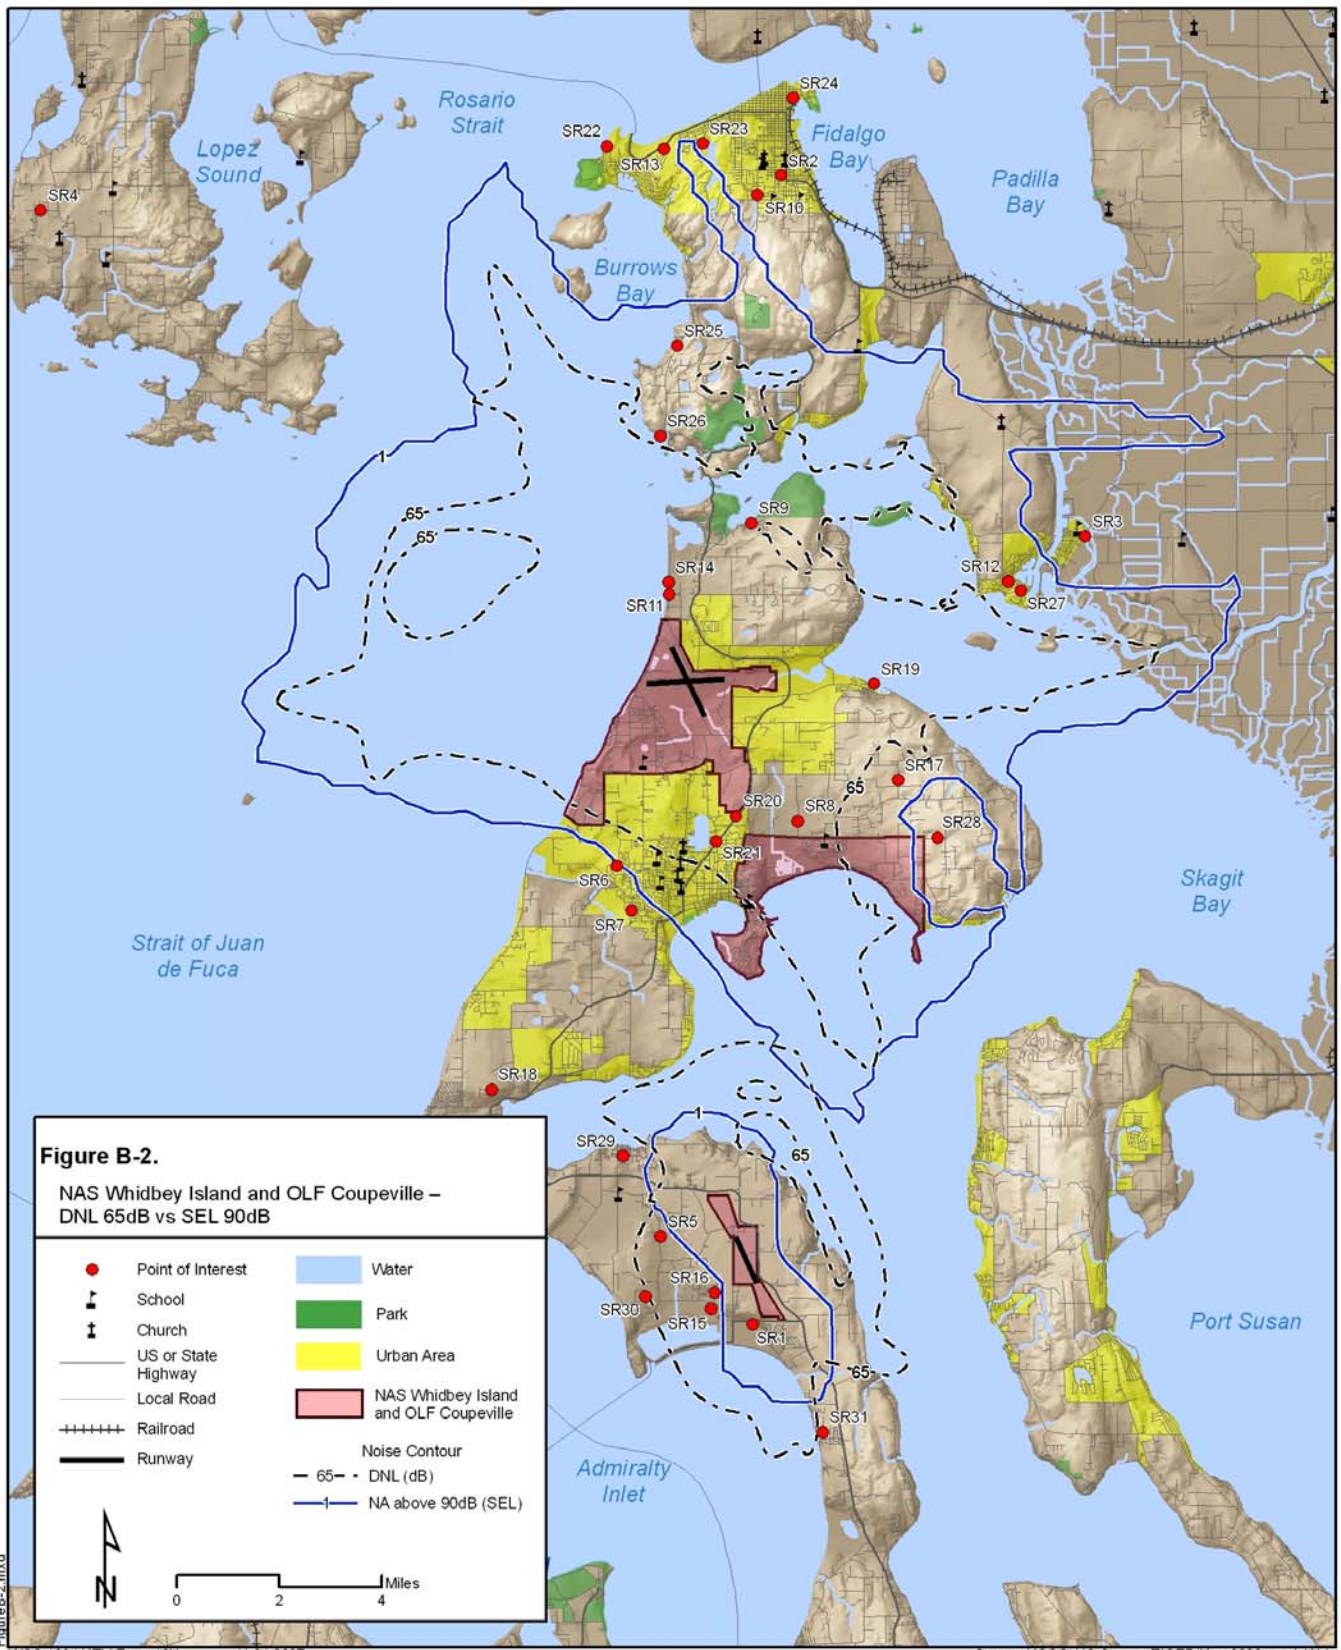 SR24
Rosario
Strait
SR22
SR23
Fidalgo
Bay
SR13
Lopez
Sound
SR2
SR4
Padilla
Bay
SR10
Burrows
Bay
SR25
SR26
1
65
65
SR9
SR3
SR14
SR12
SR11
SR27
SR19
SR17
65
SR20
SR8
SR28
SR21
SR6
Skagit
Bay
SR7
Strait of Juan
de Fuca
SR18
1
SR29
65
SR5
SR16
SR30
SR15
SR1
Port Susan
65
SR31
Admiralty
Inlet
Figure B-2.
NAS Whidbey Island and OLF Coupeville –
DNL 65dB vs SEL 90dB
Point of Interest
School
Church
US or State
Highway
Local Road
Railroad
Runway
Water
Park
Urban Area
NAS Whidbey Island
and OLF Coupeville
Noise Contour
65 DNL (dB)
1 NA above 90dB (SEL)
N
Miles
0 2 4
FigureB-2.mxd